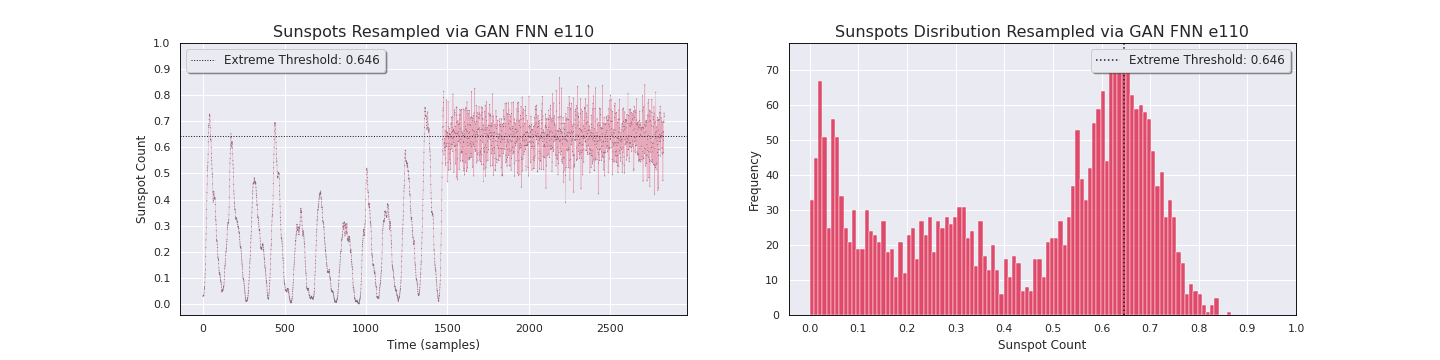 Sunspots Resampled via GAN FNN e110
Extreme Threshold: 0.646
Sunspot Count
1.0
0.9
0.8
0.7
0.6
0.5
0.4
0.3
0.2
0.1
0.0
0 500 1000 1500 2000 2500
Time (samples)
Sunspots Disribution Resampled via GAN FNN e110
Extreme Threshold: 0.646
Frequency
70
60
50
40
30
20
10
0
0.0 0.1 0.2 0.3 0.4 0.5 0.6 0.7 0.8 0.9 1.0
Sunspot Count